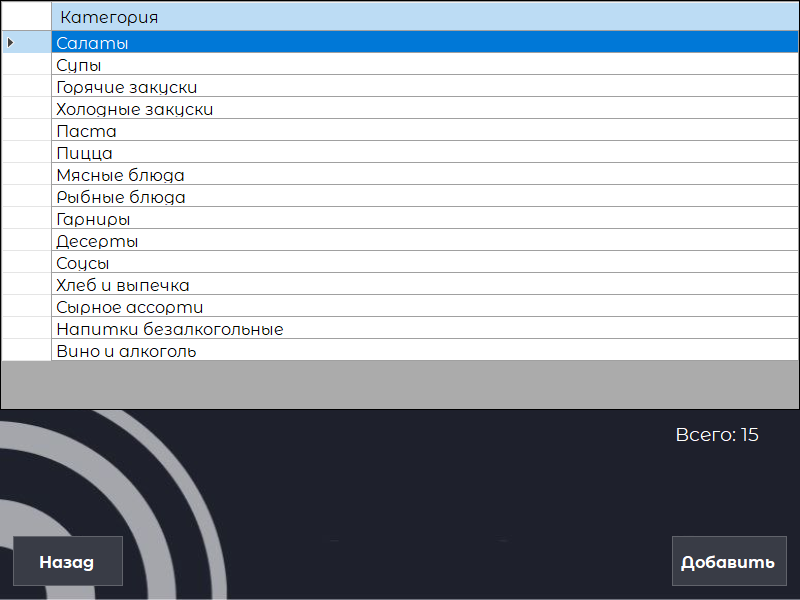 Категория
Салаты
Супы
Горячие закуски
Холодные закуски
Паста
Пицца
Мясные блюда
Рыбные блюда
Гарниры
Десерты
Соусы
Хлеб и выпечка
Сырное ассорти
Напитки безалкогольные
Вино и алкоголь
Всего: 15
Назад
Добавить